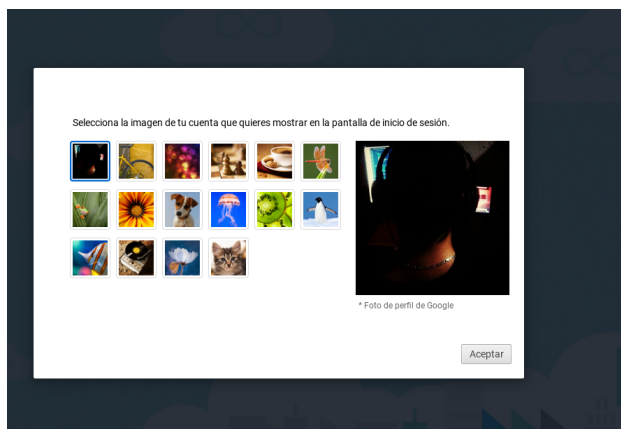 Selecciona la imagen de tu cuenta que quieres mostrar en la pantalla de inicio de sesión.
* Foto de perfil de Google
Aceptar